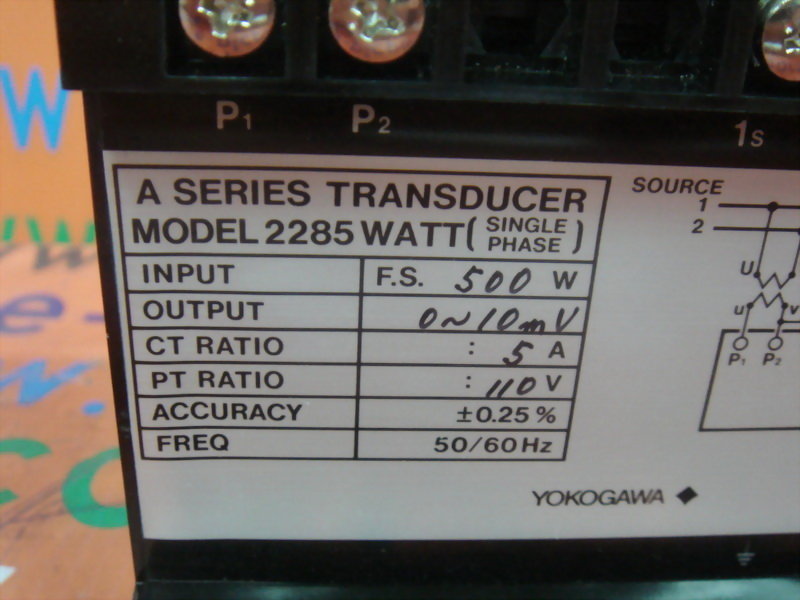 P1 P2 1s
A SERIES TRANSDUCER
MODEL 2285 WATT (SINGLE PHASE)
INPUT F.S. 500 W
OUTPUT 0~10mV
CT RATIO : 5 A
PT RATIO : 110 V
ACCURACY ±0.25%
FREQ 50/60Hz
YOKOGAWA
SOURCE
1
2
U
u v
P1 P2